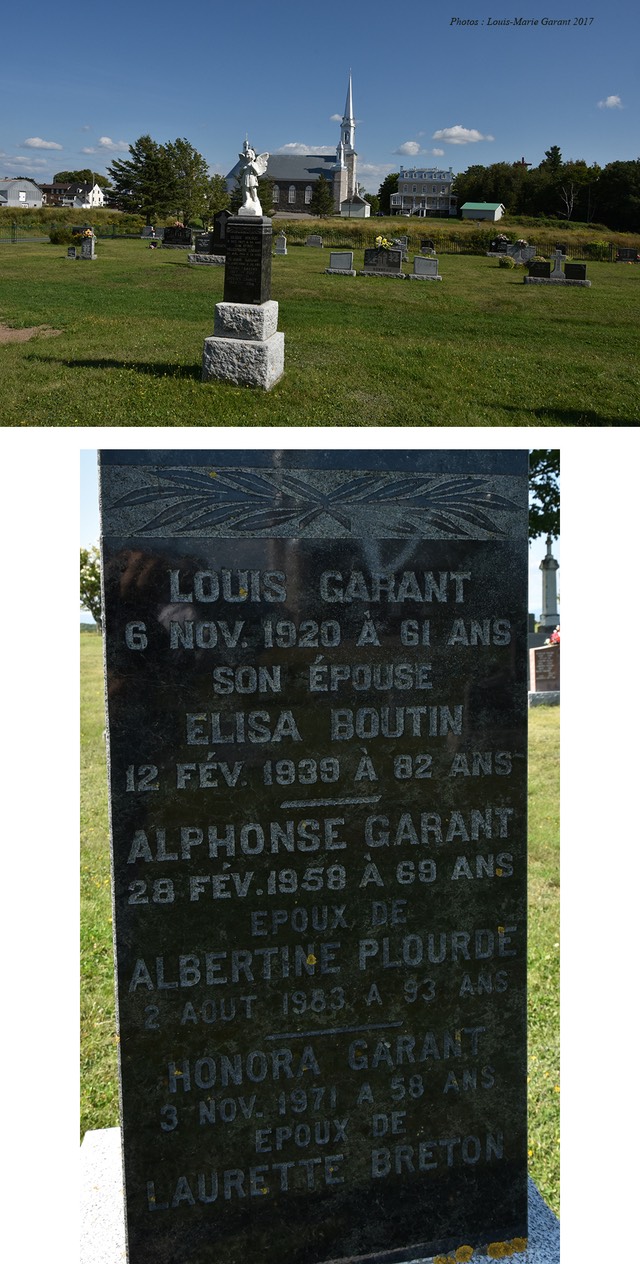 Photos : Louis-Marie Garant 2017
LOUIS GARANT
6 NOV. 1920 À 61 ANS
SON ÉPOUSE
ELISA BOUTIN
12 FÉV. 1939 À 82 ANS
ALPHONSE GARANT
28 FÉV. 1958 À 69 ANS
EPOUX DE
ALBERTINE PLOURDE
2 AOUT 1983 A 93 ANS
HONORA GARANT
3 NOV. 1971 A 58 ANS
EPOUX DE
LAURETTE BRETON